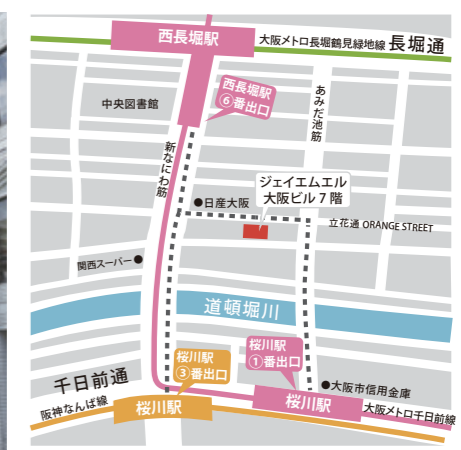 西長堀駅
大阪メトロ長堀鶴見緑地線 長堀通
西長堀駅
⑥番出口
あみだ池筋
中央図書館
新なにわ筋
ジェイエムエル
大阪ビル７階
●日産大阪
立花通 ORANGE STREET
関西スーパー●
道頓堀川
桜川駅
③番出口
桜川駅
①番出口
千日前通
●大阪市信用金庫
阪神なんば線
桜川駅
桜川駅
大阪メトロ千日前線